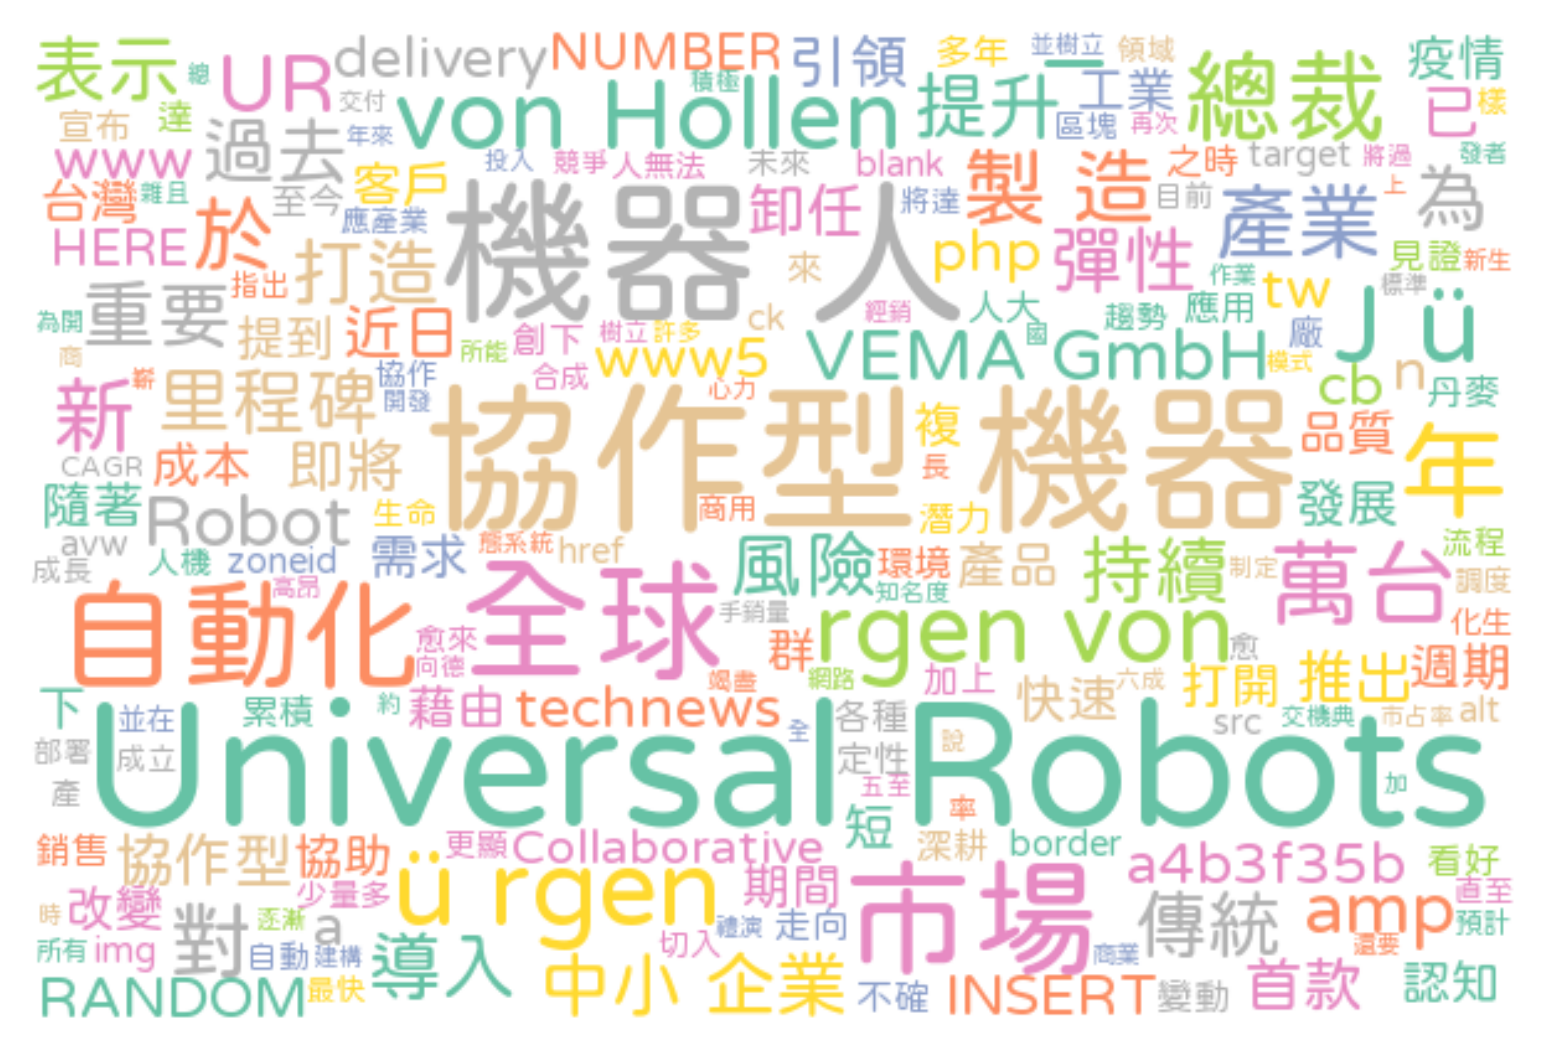 表示 總 UR delivery NUMBER 引領 多年 並樹立 領域 疫情
交付 von Hollen 積極 提升 一 工業 總裁 已 樣
宣布 達 過去 年來 區塊 再次
www 客戶 投入 競爭 人無法 未來 blank 製 造 之時 target 將過 發者
台灣 雖且 於 至今 應產業 機器 人 卸任 將達 目前 產業 上 為
HERE 指出 打造 來 php 彈性 作業 tw 見證 新生
重要 經銷 人大 趨勢 應用 標準 J ü
為開 提到 近日 所能 創下 樹立 許多 ck www5 VEMA 國 GmbH 廠 模式
商 新 嶄 里程碑 協作 開發 合成 心力 cb n 丹麥
協作型 機器 複 長 品質 年
CAGR 成本 即將 發展
隨著 Robot 生命 商用 潛力
avw 人機 zoneid 需求 態系統 href 風險 環境 產品 持續 制定 萬台 流程
成長 高昂 知名度 調度
自動化 愈來 向德 全球 手銷量 群 rgen von 愈 化生
竭盡 網路 加上 快速 六成 打開 推出 週期
下 並在 累積 約 藉由 technews 全 各種 src 交機典 市占率 alt
部署 成立 Universal Robots 定性 說 加
產 五至 率
短
銷售 協作型 協助 更顯 Collaborative 深耕 border a4b3f35b 看好
時 改變 少量多 ü rgen 期間 市場 傳統 amp 直至
對 逐漸 a 禮演 走向 預計
所有 img 自動 建構 導入 切入 商業 還要
RANDOM 最快 中小 企業 不確 INSERT 變動 首款 認知